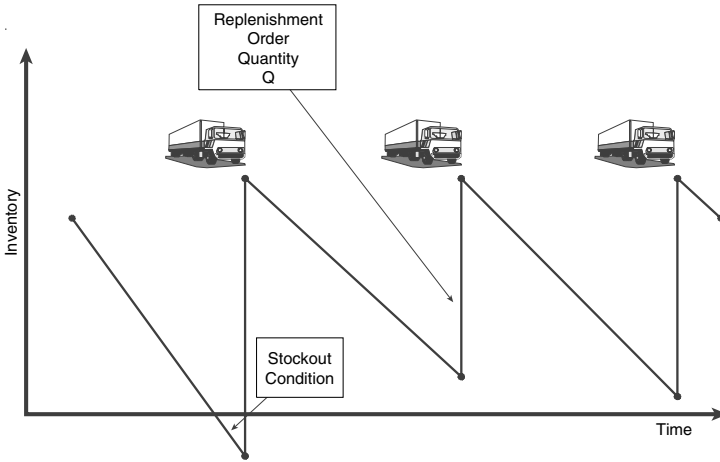 Replenishment
Order
Quantity
Q
Inventory
Stockout
Condition
Time